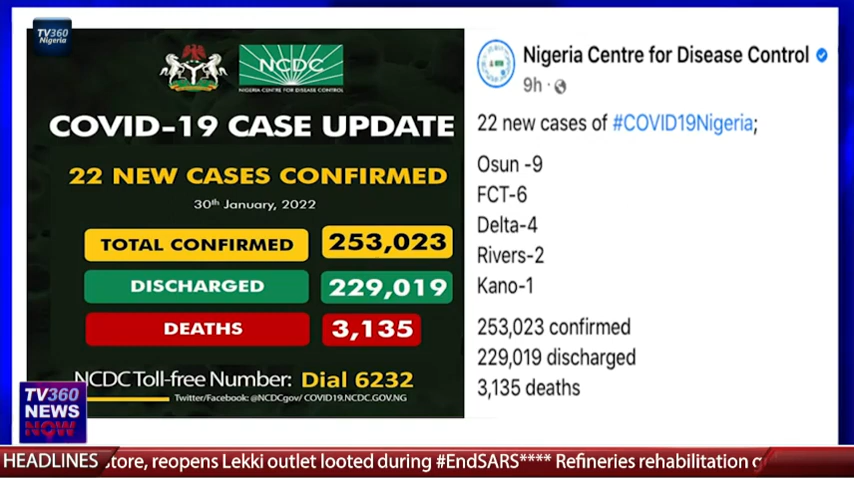 TV360
Nigeria
NCDC
NIGERIA CENTRE FOR DISEASE CONTROL
COVID-19 CASE UPDATE
22 NEW CASES CONFIRMED
30th January, 2022
TOTAL CONFIRMED 253,023
DISCHARGED 229,019
DEATHS 3,135
NCDC Toll-free Number: Dial 6232
Twitter/Facebook: @NCDCgov/ COVID19.NCDC.GOV.NG
Nigeria Centre for Disease Control
9h ·
22 new cases of #COVID19Nigeria;
Osun -9
FCT-6
Delta-4
Rivers-2
Kano-1
253,023 confirmed
229,019 discharged
3,135 deaths
TV360
NEWS
NOW
HEADLINES tore, reopens Lekki outlet looted during #EndSARS**** Refineries rehabilitation